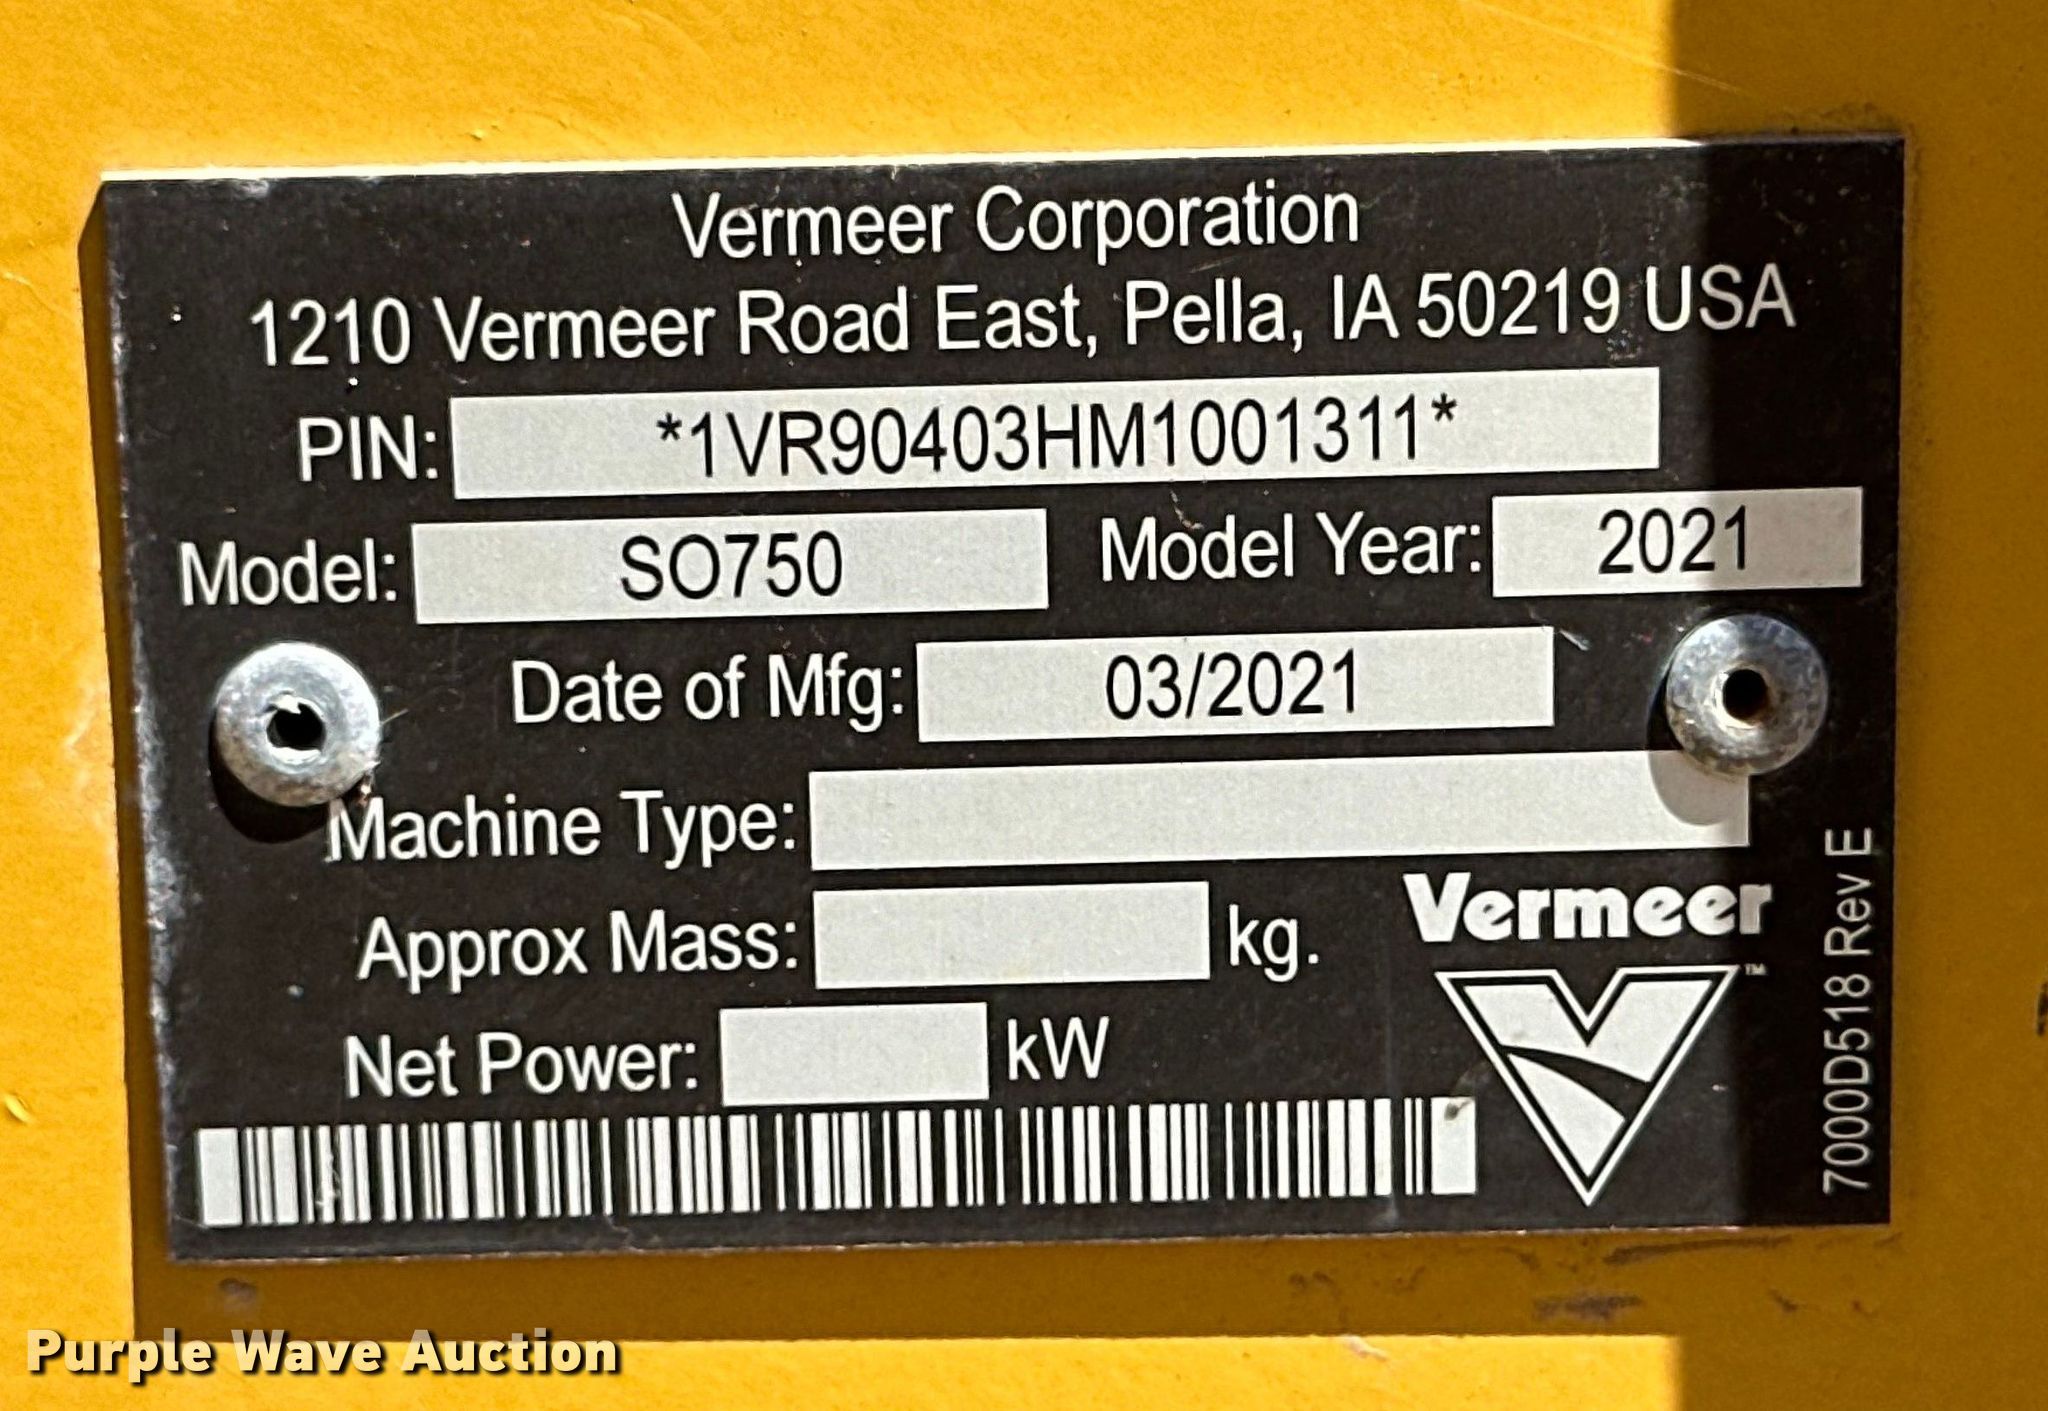 Vermeer Corporation
1210 Vermeer Road East, Pella, IA 50219 USA
PIN: *1VR90403HM1001311*
Model: SO750 Model Year: 2021
Date of Mfg: 03/2021
Machine Type:
Approx Mass: kg.
Net Power: kW
Vermeer
TM
7000D518 Rev E
Purple Wave Auction